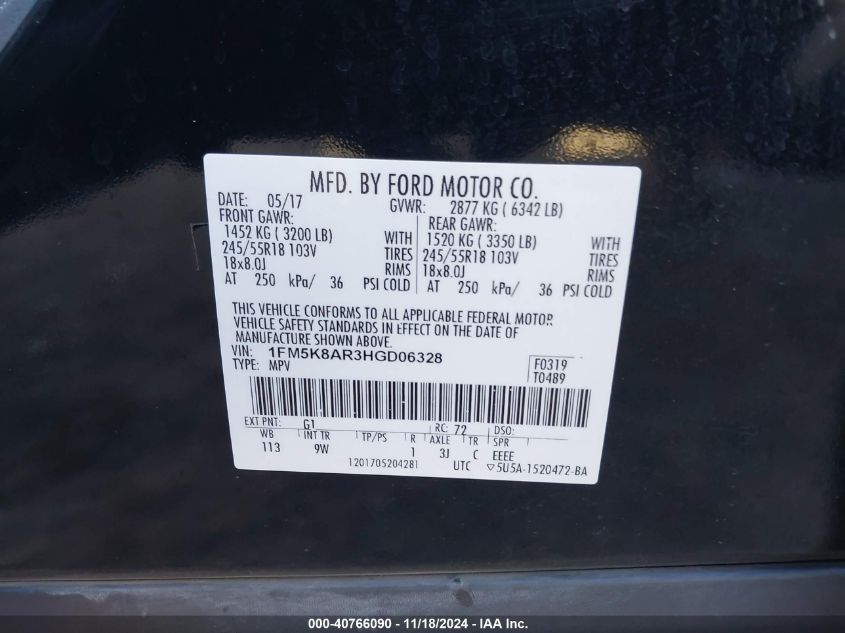 MFD. BY FORD MOTOR CO.
DATE: 05/17 GVWR: 2877 KG ( 6342 LB)
FRONT GAWR: REAR GAWR:
1452 KG ( 3200 LB) WITH 1520 KG ( 3350 LB) WITH
245/55R18 103V TIRES 245/55R18 103V TIRES
18x8.0J RIMS 18x8.0J RIMS
AT 250 kPa/ 36 PSI COLD AT 250 kPa/ 36 PSI COLD
THIS VEHICLE CONFORMS TO ALL APPLICABLE FEDERAL MOTOR
VEHICLE SAFETY STANDARDS IN EFFECT ON THE DATE OF
MANUFACTURE SHOWN ABOVE.
VIN: 1FM5K8AR3HGD06328 F0319
TYPE: MPV T0489
EXT PNT: G1 RC: 72 DSO:
WB INT TR TP/PS R AXLE TR SPR
113 9W 1 3J C EEEE
1201705204281 UTC ▽5U5A-1520472-BA
000-40766090 - 11/18/2024 - IAA Inc.